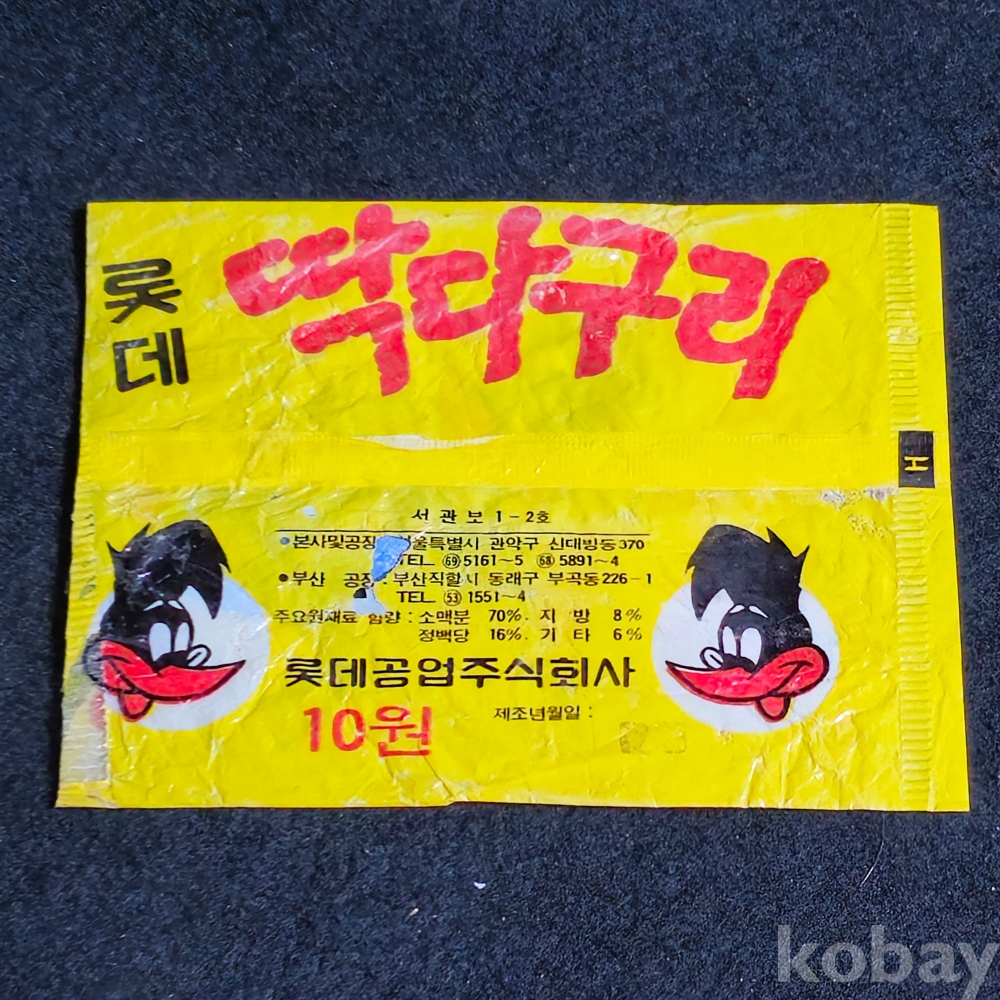 롯데
딱다구리
H
서관보 1-2호
●본사및공장 서울특별시 관악구 신대방동370
TEL ㊿+19 5161~5 5891~4
●부산 공장: 부산직할시 동래구 부곡동226-1
TEL. (53) 1551~4
주요원재료 함량 : 소맥분 70%. 지 방 8%
정백당 16%. 기 타 6%
롯데공업주식회사
10원 제조년월일 :
kobay